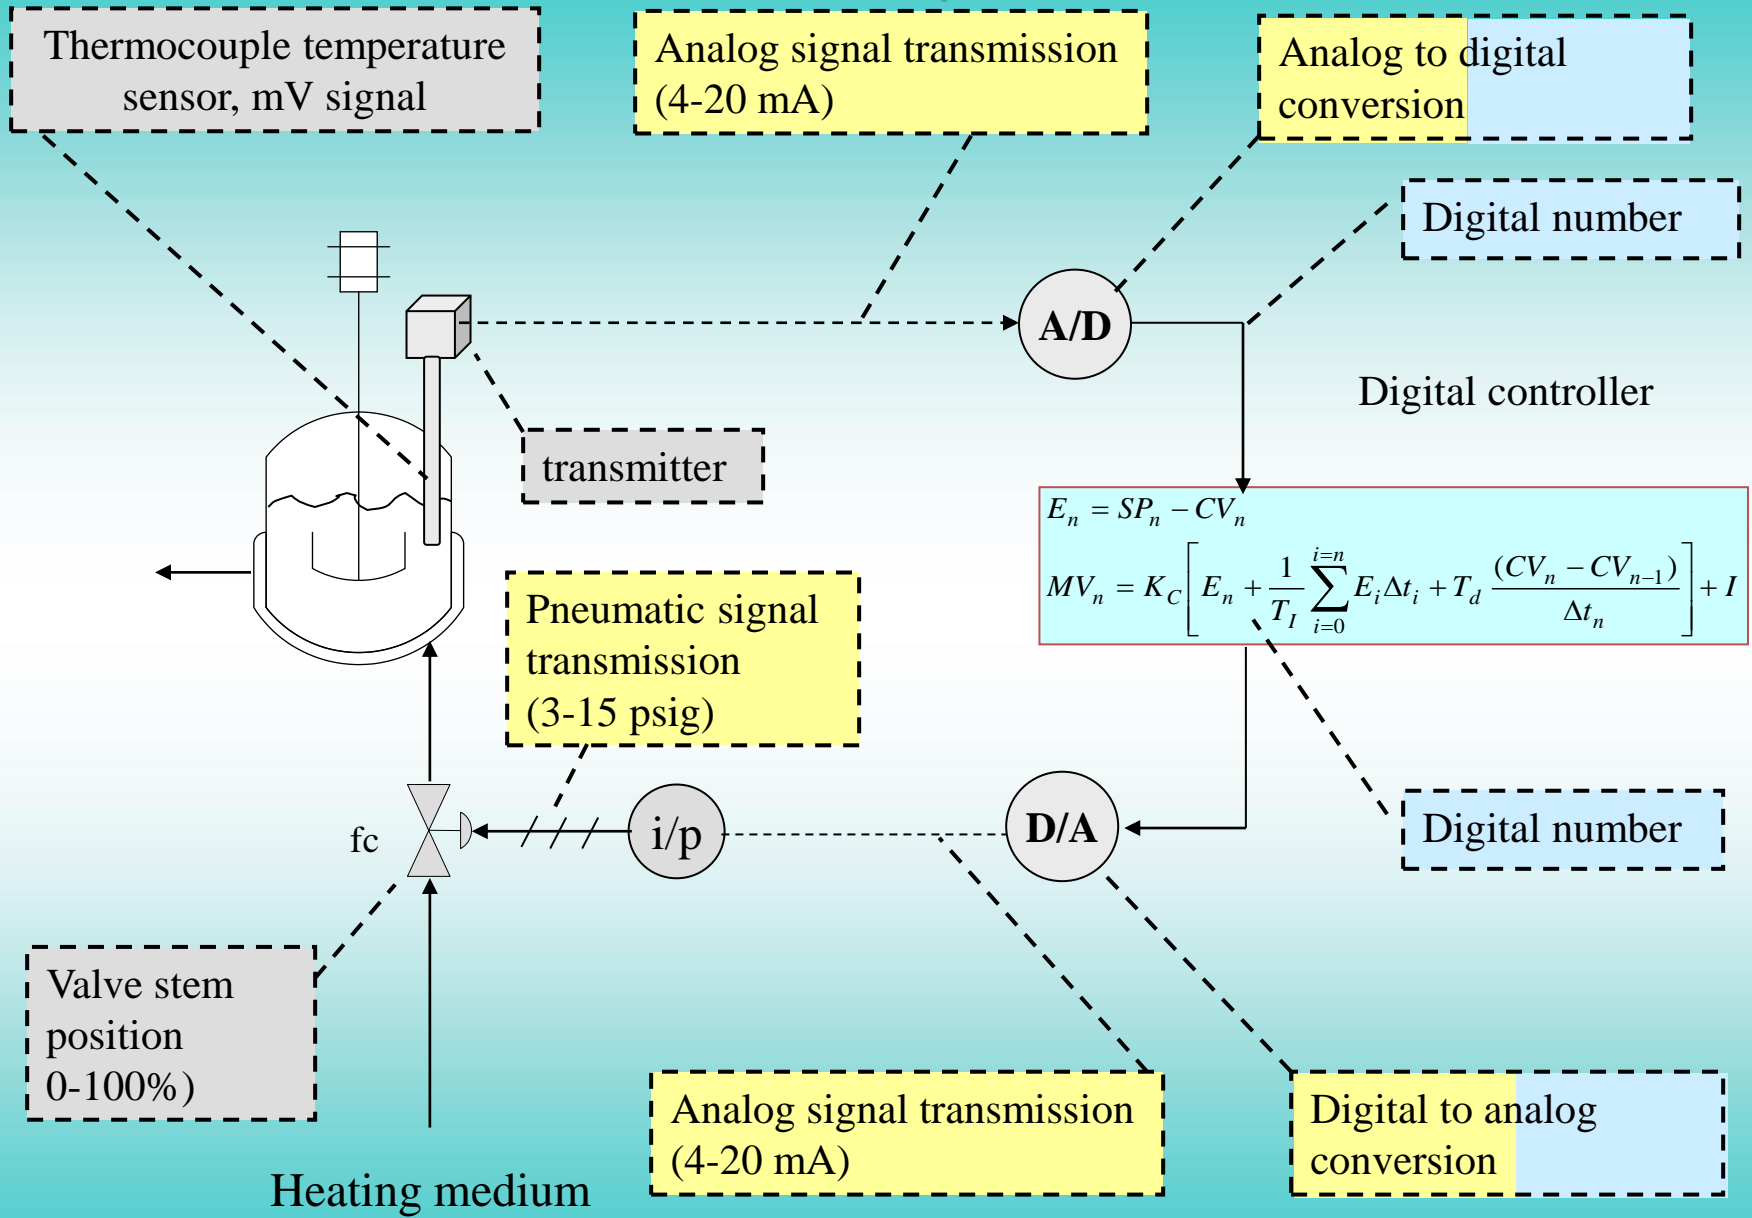 Thermocouple temperature
sensor, mV signal
Analog signal transmission
(4-20 mA)
Analog to digital
conversion
Digital number
A/D
Digital controller
transmitter
E_n = SP_n − CV_n
MV_n = K_C [ E_n + \frac{1}{T_I} \sum_{i=0}^{i=n} E_i Δt_i + T_d \frac{(CV_n − CV_{n−1})}{Δt_n} ] + I
Pneumatic signal
transmission
(3-15 psig)
fc
i/p
D/A
Digital number
Valve stem
position
0-100%)
Analog signal transmission
(4-20 mA)
Digital to analog
conversion
Heating medium